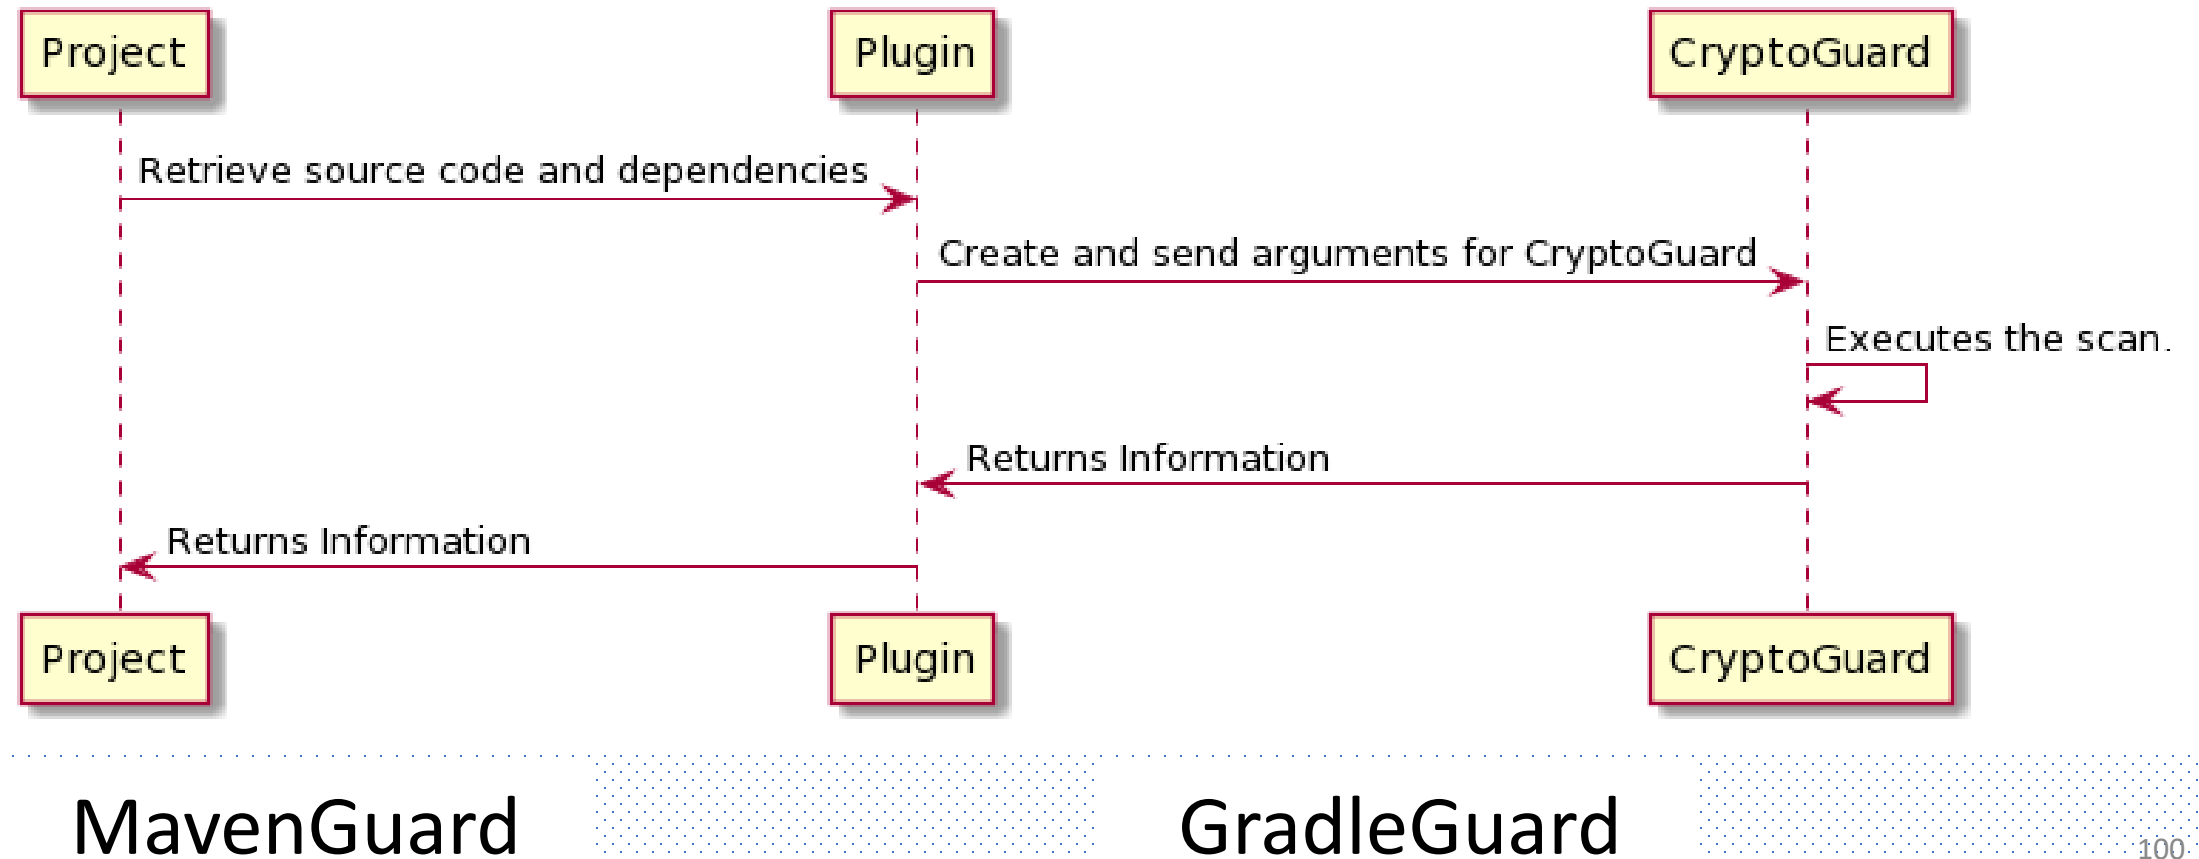 Project
Plugin
CryptoGuard
Retrieve source code and dependencies
Create and send arguments for CryptoGuard
Executes the scan.
Returns Information
Returns Information
Project
Plugin
CryptoGuard
MavenGuard
GradleGuard
100